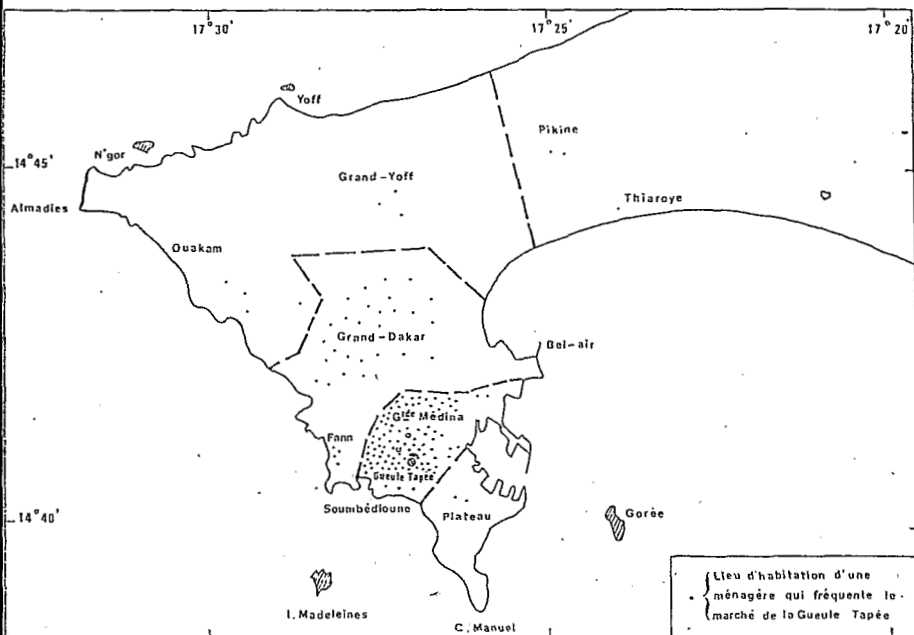 17°30'
17°25'
17°20'
Yoff
N'gor
Pikine
14°45'
Grand-Yoff
Thiaroye
Almadies
Ouakam
Grand-Dakar
Bel-air
Gde Médina
Fann
Gueule Tapée
Soumbédioune
Plateau
14°40'
Gorée
Lieu d'habitation d'une
ménagère qui fréquente le
marché de la Gueule Tapée
I. Madeleines
C. Manuel